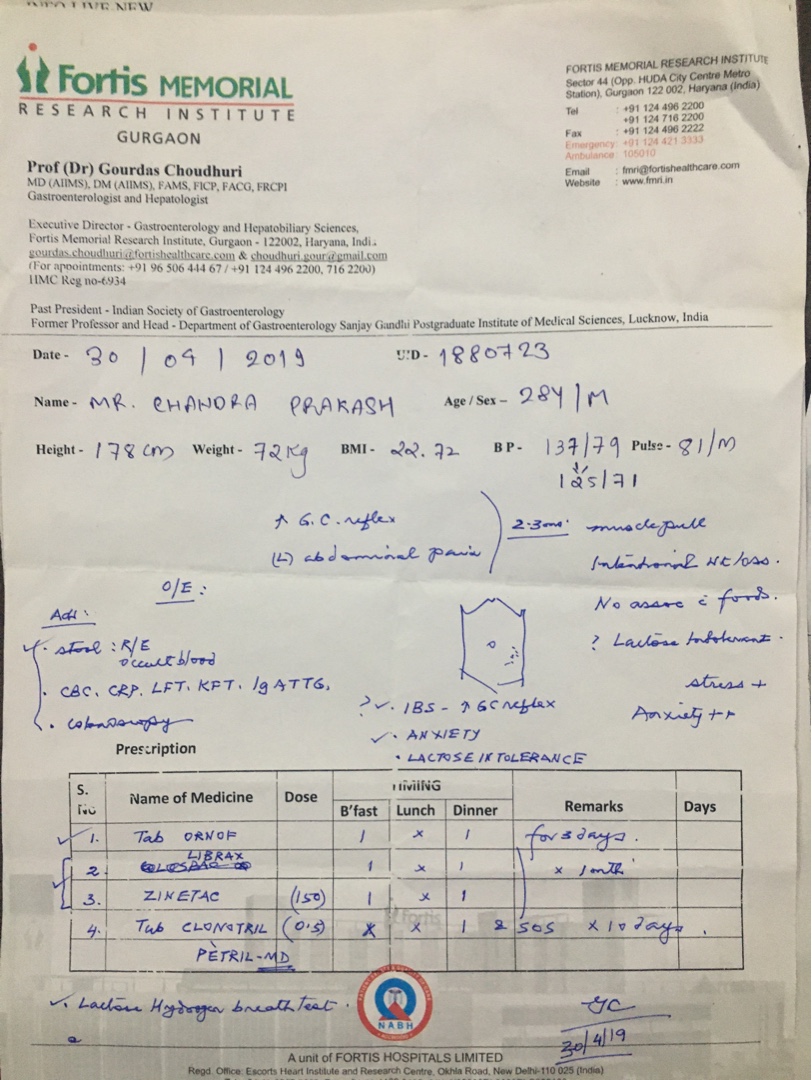 Fortis MEMORIAL
RESEARCH INSTITUTE
GURGAON
FORTIS MEMORIAL RESEARCH INSTITUTE
Sector 44 (Opp. HUDA City Centre Metro
Station), Gurgaon 122 002, Haryana (India)
Tel : +91 124 496 2200
+91 124 716 2200
Fax : +91 124 496 2222
Emergency: +91 124 421 3333
Ambulance: 105010
Email : fmri@fortishealthcare.com
Website : www.fmri.in
Prof (Dr) Gourdas Choudhuri
MD (AIIMS), DM (AIIMS), FAMS, FICP, FACG, FRCPI
Gastroenterologist and Hepatologist
Executive Director - Gastroenterology and Hepatobiliary Sciences,
Fortis Memorial Research Institute, Gurgaon - 122002, Haryana, Indi.
gourdas.choudhuri@fortishealthcare.com & choudhuri.gour@gmail.com
(For appointments: +91 96 506 444 67 / +91 124 496 2200, 716 2200)
HMC Reg no-6934
Past President - Indian Society of Gastroenterology
Former Professor and Head - Department of Gastroenterology Sanjay Gandhi Postgraduate Institute of Medical Sciences, Lucknow, India
Date - 30 | 04 | 2019 UID - 1880723
Name - MR. CHANDRA PRAKASH Age / Sex – 28Y | M
Height - 178 cm Weight - 72 Kg BMI - 22.72 BP - 137/79 Pulse - 81/M
125/71
↑ G.C. reflex
(L) abdominal pain
2-3 mo. muscle pull
Intentional wt loss.
No assoc c̄ foods.
? Lactose Intolerant.
stress +
Anxiety ++
O/E :
Adv :
stool : R/E
occult blood
CBC, CRP, LFT, KFT, IgA TTG,
colonoscopy
? IBS - ↑ GC reflex
ANXIETY
LACTOSE INTOLERANCE
Prescription
S. No Name of Medicine Dose TIMING Remarks Days
B'fast Lunch Dinner
1. Tab ORNOF 1 x 1 for 3 days.
2. LIBRAX 1 x 1 x 1 mth
3. ZINETAC (150) 1 x 1
4. Tab CLONOTRIL (0.5) x x 1 & SOS x 10 days.
PETRIL-MD
Lactose Hydrogen breath test.
GC
30/4/19
NABH
A unit of FORTIS HOSPITALS LIMITED
Regd. Office: Escorts Heart Institute and Research Centre, Okhla Road, New Delhi-110 025 (India)